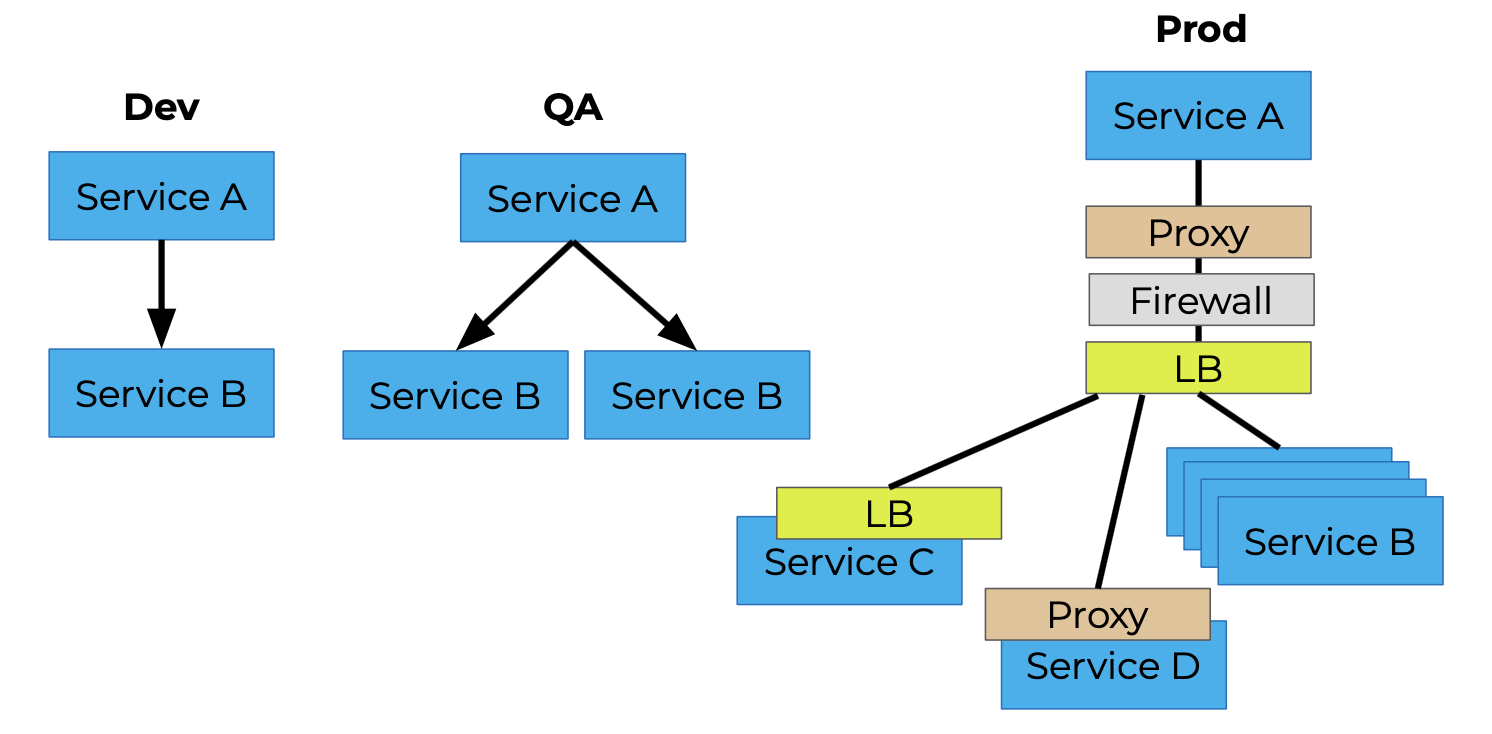 Dev
Service A
Service B
QA
Service A
Service B
Service B
Prod
Service A
Proxy
Firewall
LB
LB
Service C
Proxy
Service D
Service B